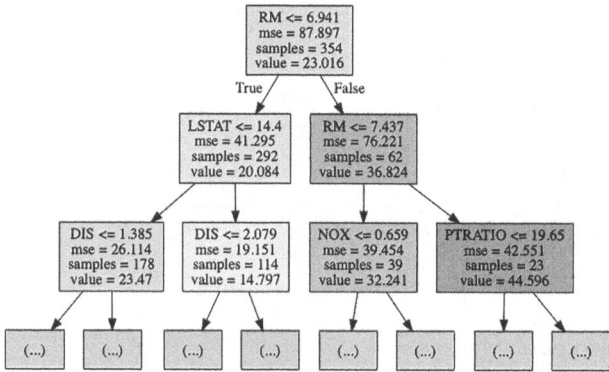 RM <= 6.941
mse = 87.897
samples = 354
value = 23.016
True
False
LSTAT <= 14.4
mse = 41.295
samples = 292
value = 20.084
RM <= 7.437
mse = 76.221
samples = 62
value = 36.824
DIS <= 1.385
mse = 26.114
samples = 178
value = 23.47
DIS <= 2.079
mse = 19.151
samples = 114
value = 14.797
NOX <= 0.659
mse = 39.454
samples = 39
value = 32.241
PTRATIO <= 19.65
mse = 42.551
samples = 23
value = 44.596
(...)
(...)
(...)
(...)
(...)
(...)
(...)
(...)